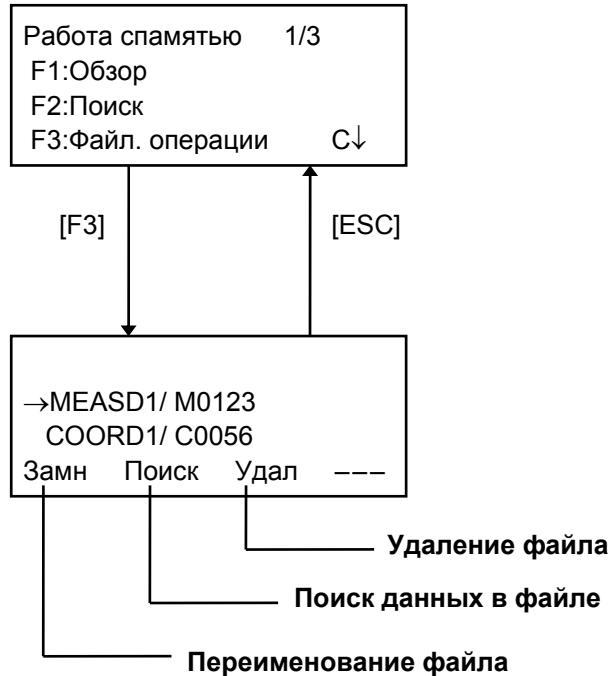 Работа спамятью 1/3
F1:Обзор
F2:Поиск
F3:Файл. операции С↓
[F3] [ESC]
→MEASD1/ M0123
COORD1/ C0056
Замн Поиск Удал –––
Удаление файла
Поиск данных в файле
Переименование файла